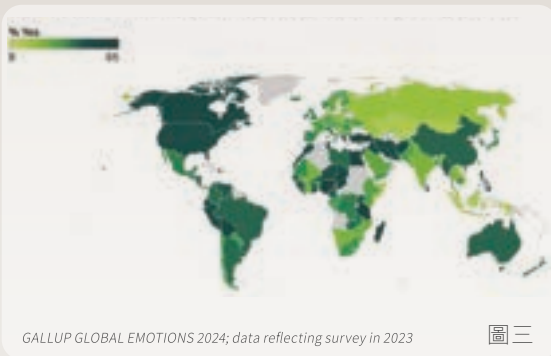 % Yes
GALLUP GLOBAL EMOTIONS 2024; data reflecting survey in 2023
圖三